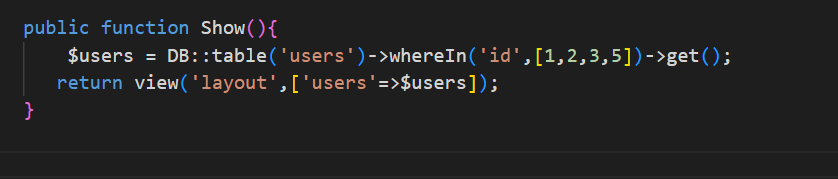 public function Show(){
$users = DB::table('users')->whereIn('id',[1,2,3,5])->get();
return view('layout',['users'=>$users]);
}